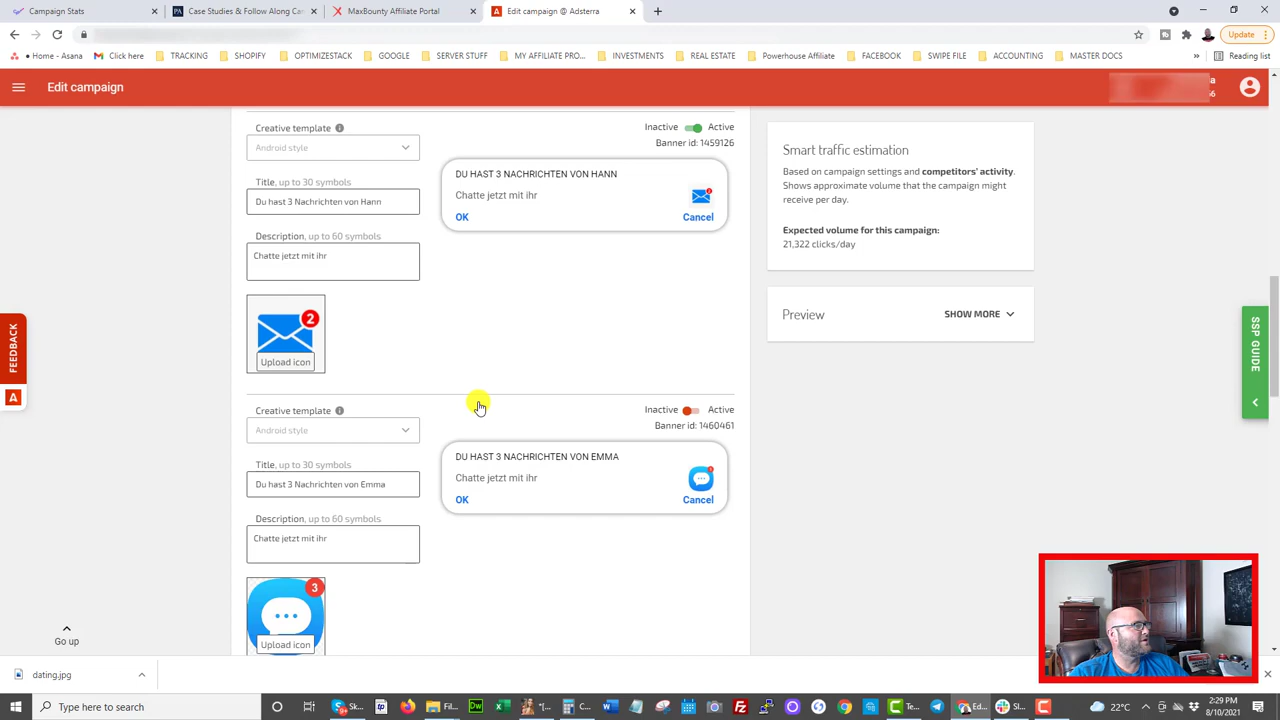 Campaign Stats
Case Studies & Follow Along Can
MaxBounty Affiliate Portal
Edit campaign @ Adsterra
Update
Home - Asana
Click here
TRACKING
SHOPIFY
OPTIMIZESTACK
GOOGLE
SERVER STUFF
MY AFFILIATE PRO...
INVESTMENTS
REAL ESTATE
Powerhouse Affiliate
FACEBOOK
SWIPE FILE
ACCOUNTING
MASTER DOCS
»
Reading list
Edit campaign
Creative template
Inactive Active
Android style
Banner id: 1459126
Title, up to 30 symbols
Du hast 3 Nachrichten von Hann
DU HAST 3 NACHRICHTEN VON HANN
Chatte jetzt mit ihr
OK
Cancel
Description, up to 60 symbols
Chatte jetzt mit ihr
2
Upload icon
Creative template
Inactive Active
Android style
Banner id: 1460461
Title, up to 30 symbols
Du hast 3 Nachrichten von Emma
DU HAST 3 NACHRICHTEN VON EMMA
Chatte jetzt mit ihr
OK
Cancel
Description, up to 60 symbols
Chatte jetzt mit ihr
3
Upload icon
Smart traffic estimation
Based on campaign settings and competitors' activity.
Shows approximate volume that the campaign might
receive per day.
Expected volume for this campaign:
21,322 clicks/day
Preview
SHOW MORE
FEEDBACK
A
SSP GUIDE
Go up
dating.jpg
Type here to search
Sk...
Fil...
"...
C...
W...
Te...
Ed...
Sl...
22°C
2:29 PM
8/10/2021